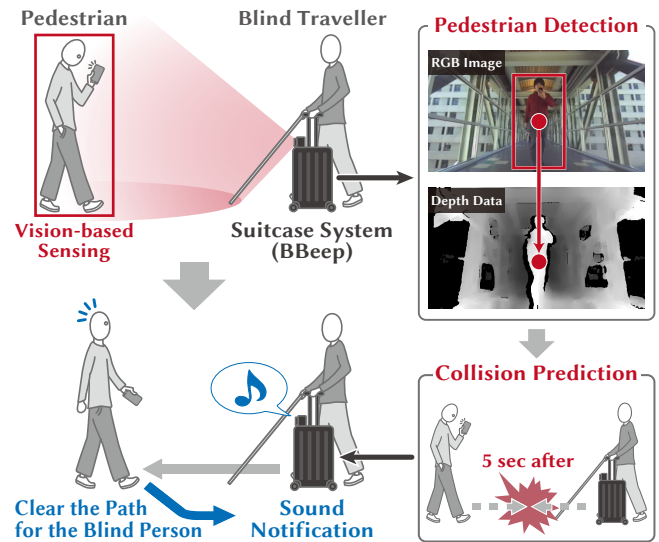 Pedestrian
Blind Traveller
Pedestrian Detection
RGB Image
Depth Data
Vision-based
Sensing
Suitcase System
(BBeep)
Collision Prediction
5 sec after
Clear the Path
for the Blind Person
Sound
Notification